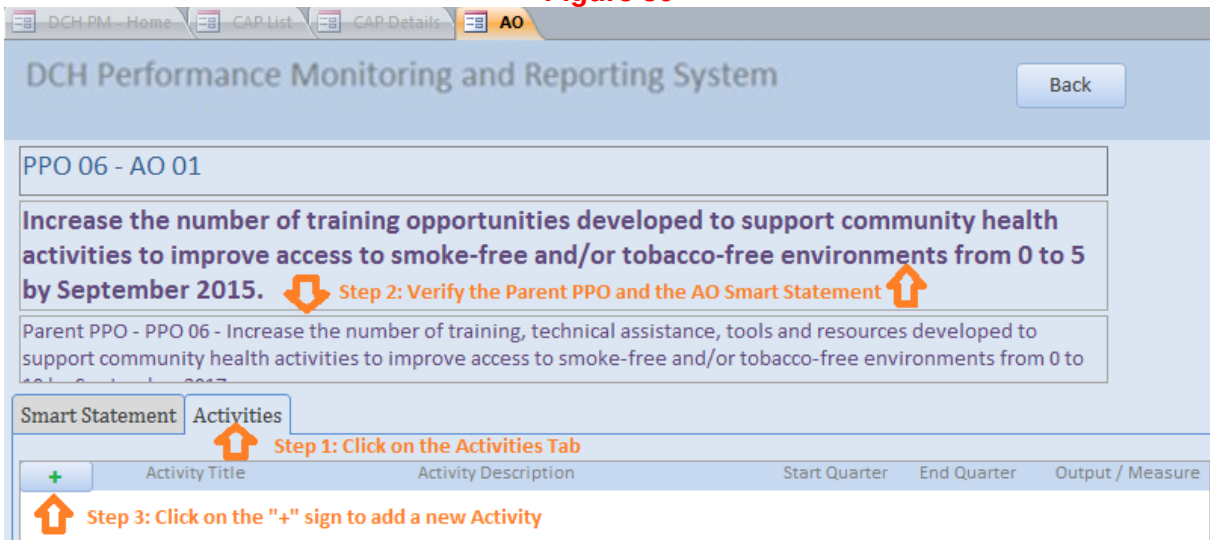 DCH PM - Home CAP List CAP Details AO
DCH Performance Monitoring and Reporting System
Back
PPO 06 - AO 01
Increase the number of training opportunities developed to support community health
activities to improve access to smoke-free and/or tobacco-free environments from 0 to 5
by September 2015.
Step 2: Verify the Parent PPO and the AO Smart Statement
Parent PPO - PPO 06 - Increase the number of training, technical assistance, tools and resources developed to
support community health activities to improve access to smoke-free and/or tobacco-free environments from 0 to
Smart Statement Activities
Step 1: Click on the Activities Tab
+ Activity Title Activity Description Start Quarter End Quarter Output / Measure
Step 3: Click on the "+" sign to add a new Activity